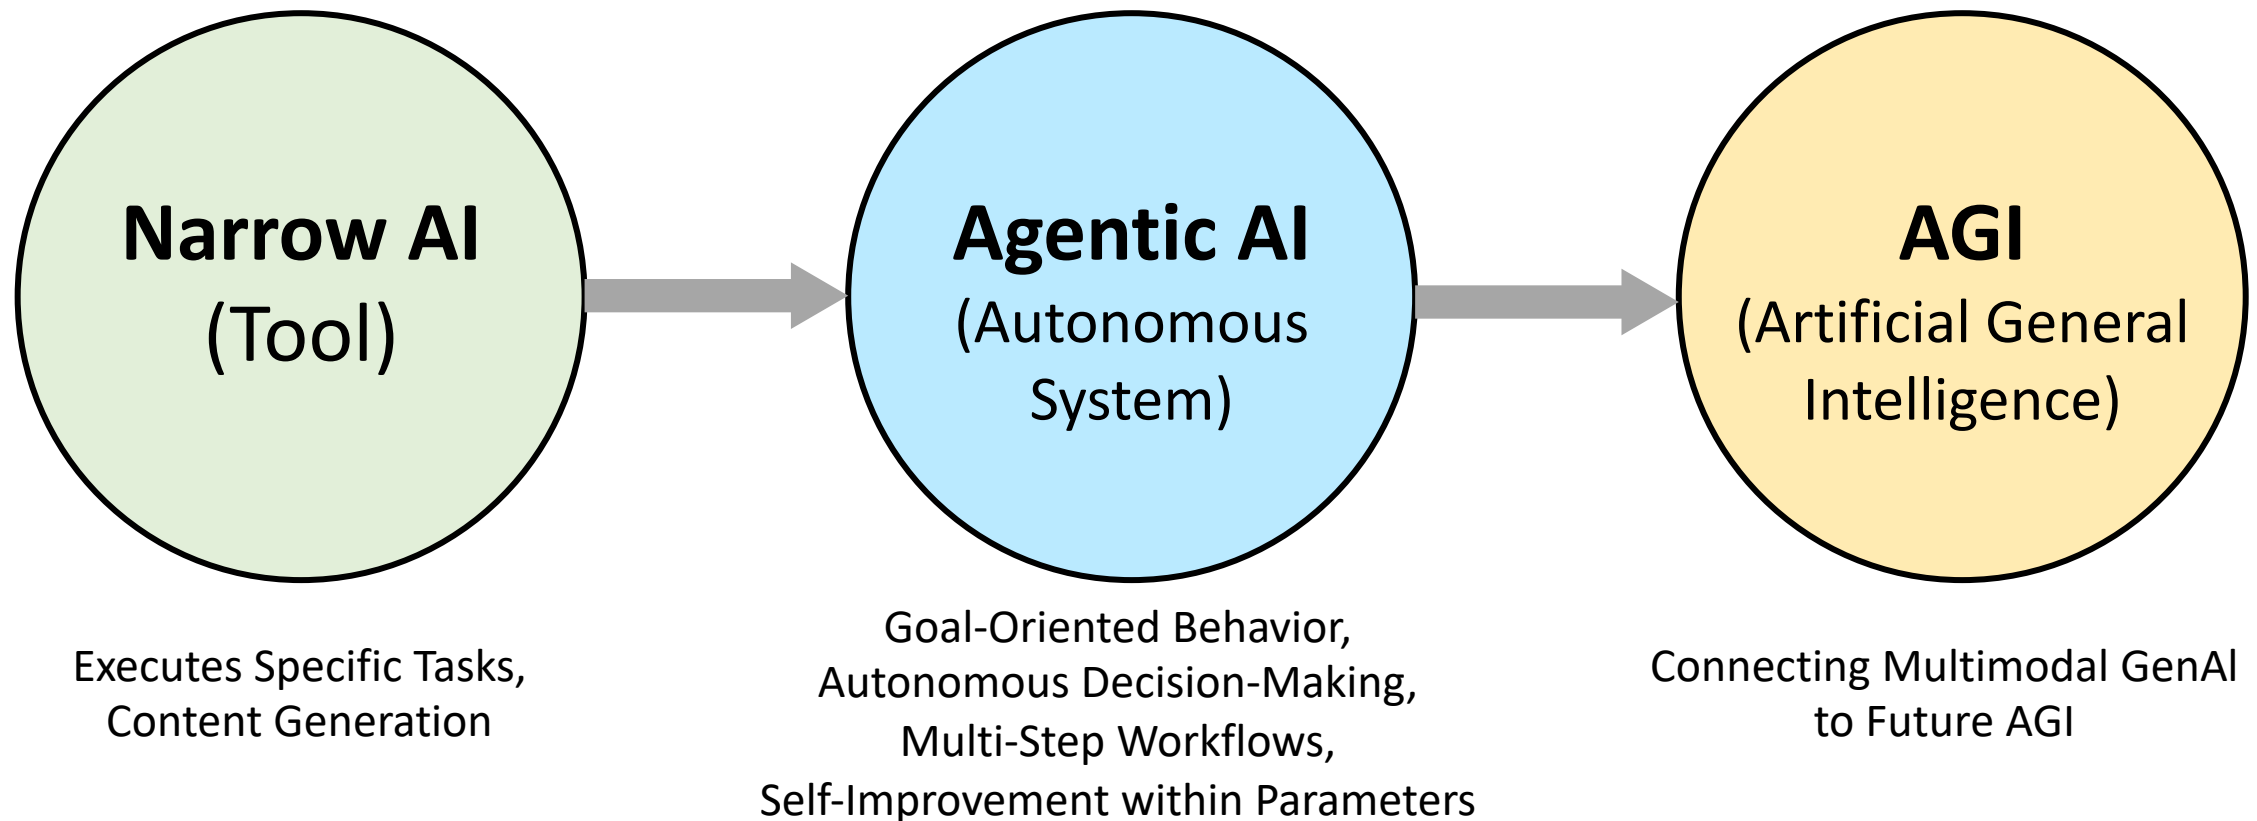 Narrow AI
(Tool)
Executes Specific Tasks,
Content Generation
Agentic AI
(Autonomous
System)
Goal-Oriented Behavior,
Autonomous Decision-Making,
Multi-Step Workflows,
Self-Improvement within Parameters
AGI
(Artificial General
Intelligence)
Connecting Multimodal GenAI
to Future AGI